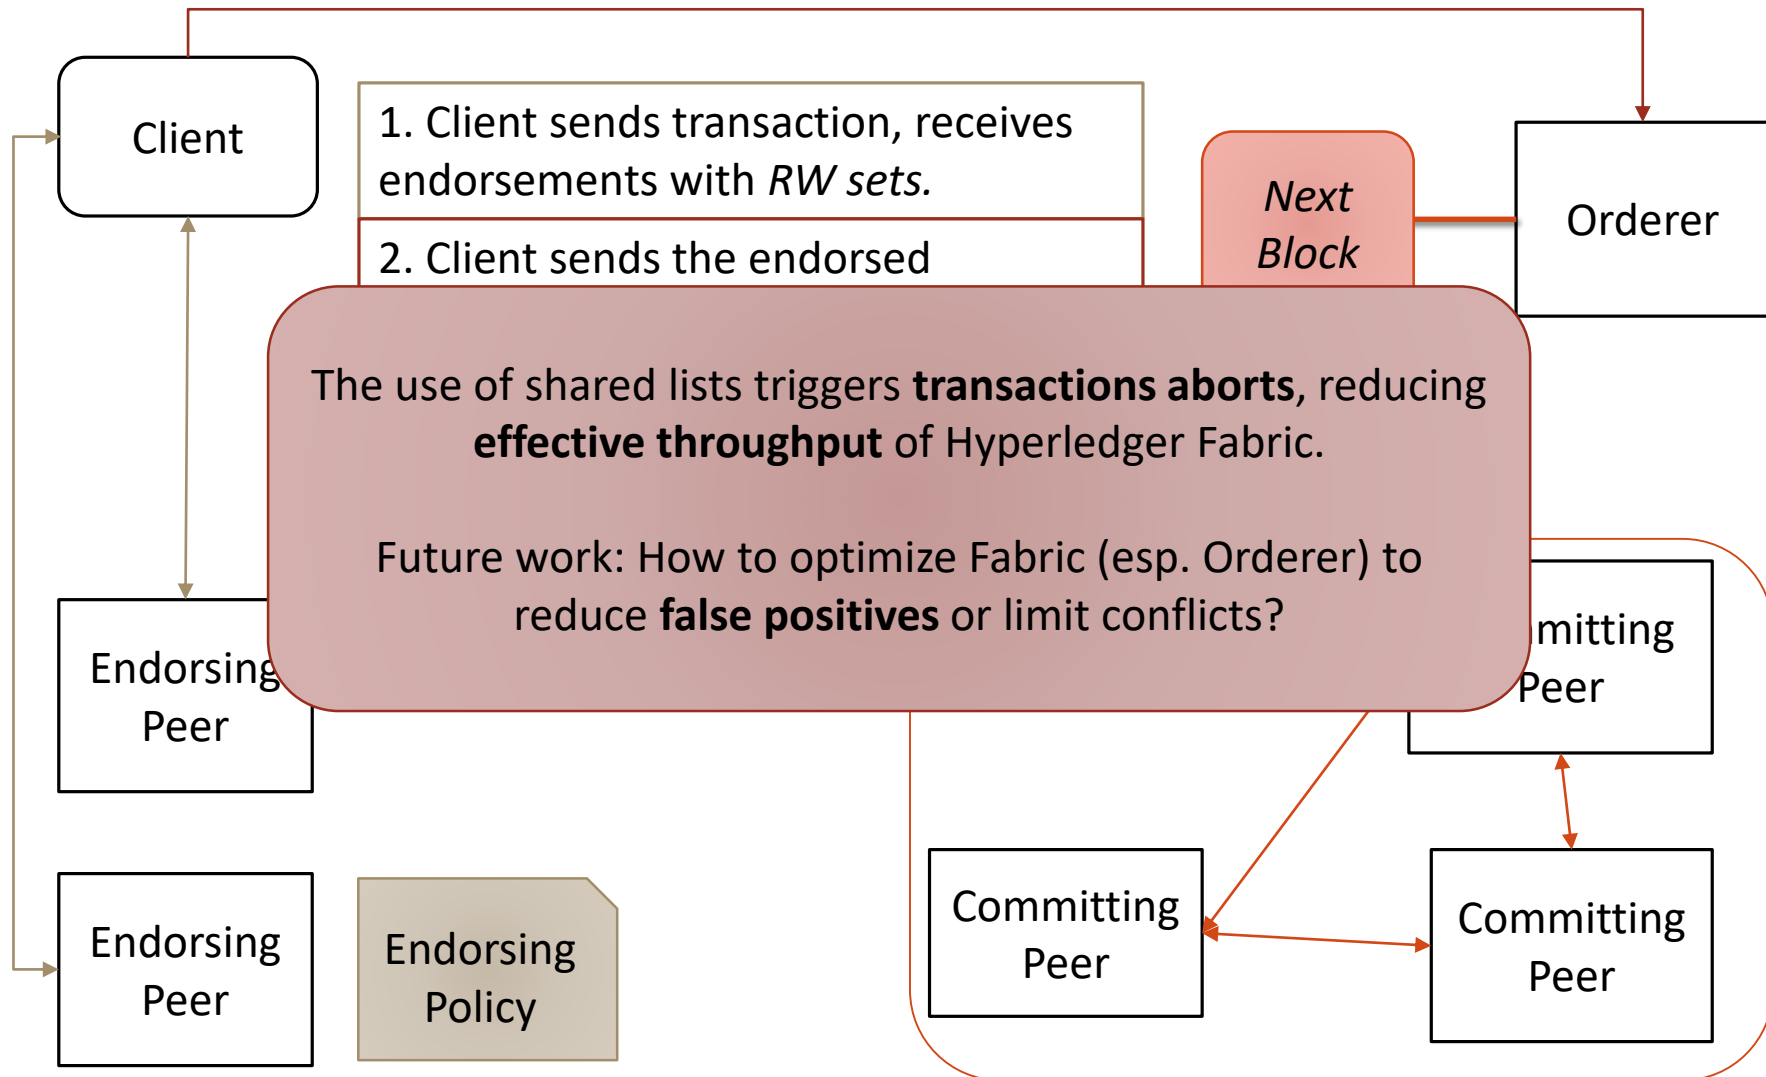 Client
1. Client sends transaction, receives
endorsements with RW sets.
2. Client sends the endorsed
Next
Block
Orderer
The use of shared lists triggers transactions aborts, reducing
effective throughput of Hyperledger Fabric.
Future work: How to optimize Fabric (esp. Orderer) to
reduce false positives or limit conflicts?
Endorsing
Peer
mitting
Peer
Endorsing
Peer
Endorsing
Policy
Committing
Peer
Committing
Peer